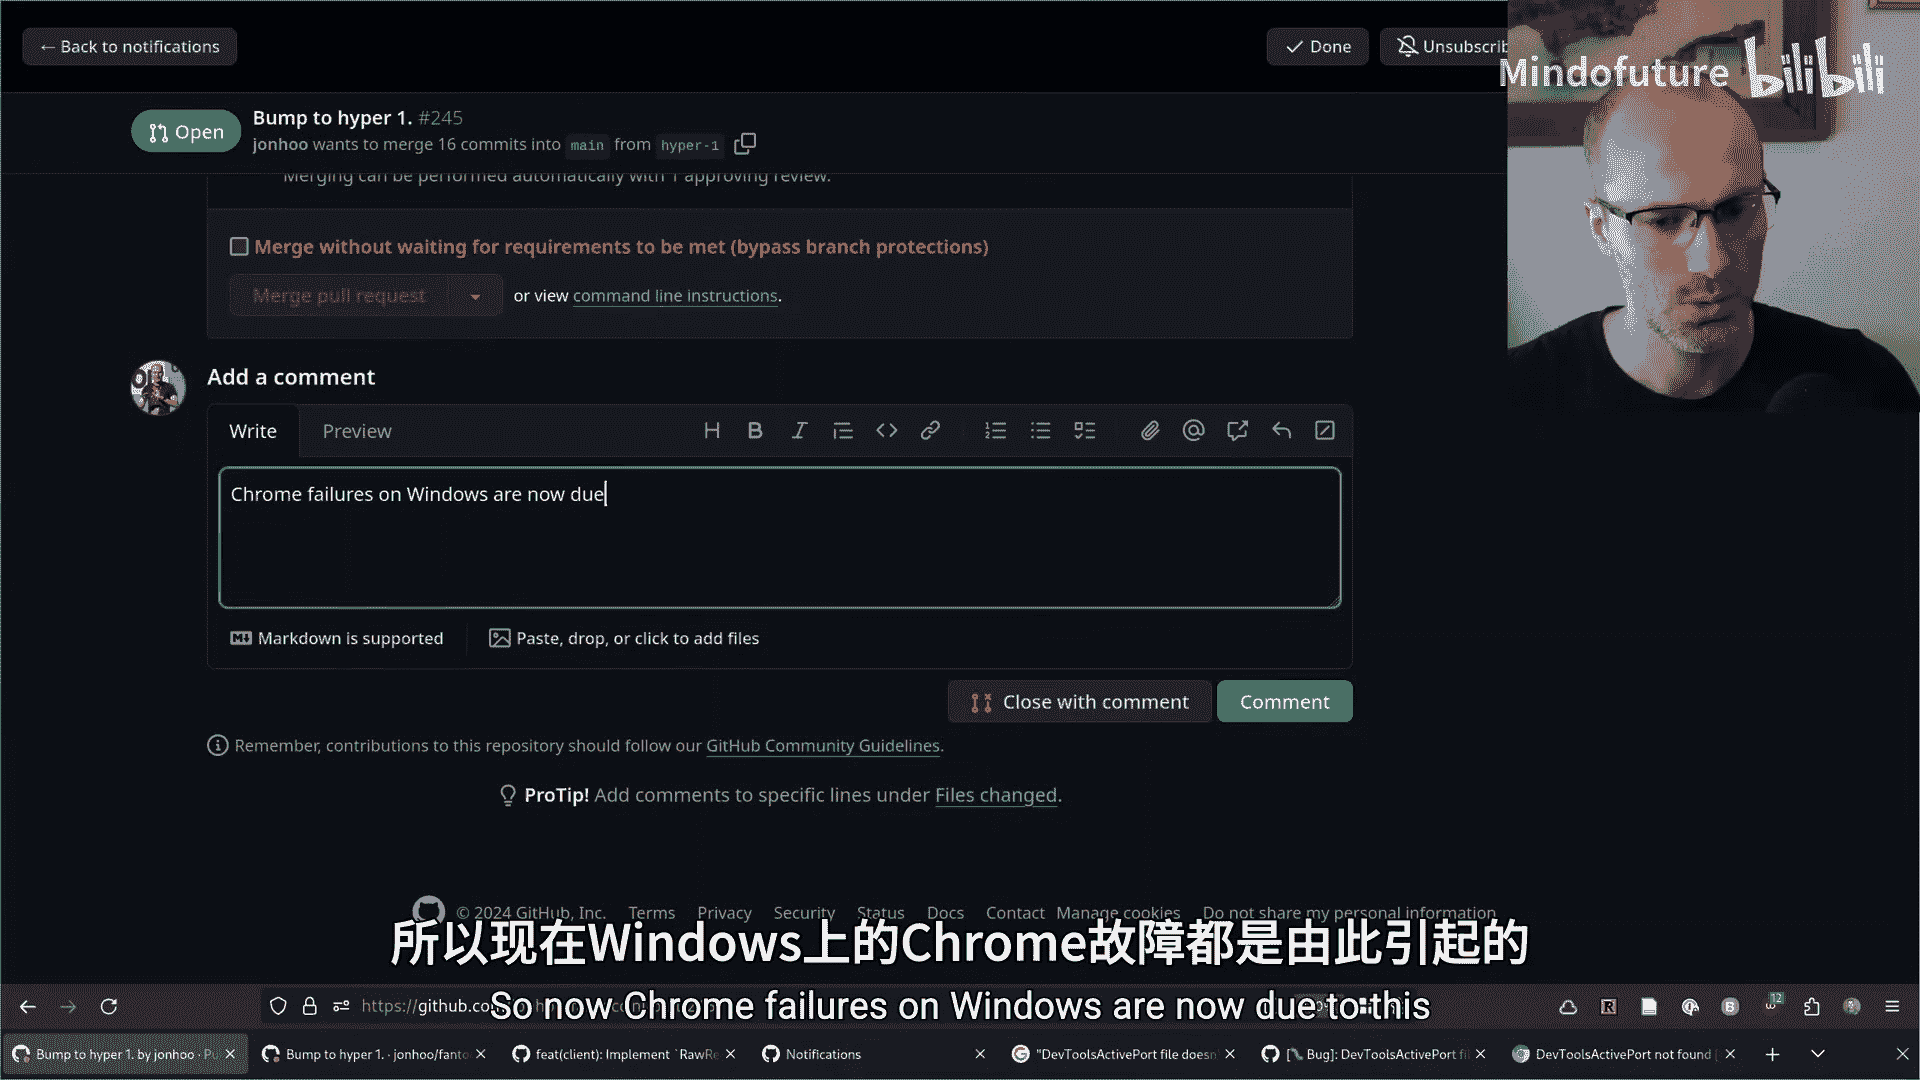 ← Back to notifications
Done
Unsubscrib
Mindofuture bilibili
Open
Bump to hyper 1. #245
jonhoo wants to merge 16 commits into main from hyper-1
Merging can be performed automatically with 1 approving review.
Merge without waiting for requirements to be met (bypass branch protections)
Merge pull request
or view command line instructions.
Add a comment
Write
Preview
Chrome failures on Windows are now due
Markdown is supported
Paste, drop, or click to add files
Close with comment
Comment
Remember, contributions to this repository should follow our GitHub Community Guidelines.
ProTip! Add comments to specific lines under Files changed.
© 2024 GitHub, Inc. Terms Privacy Security Status Docs Contact Manage cookies Do not share my personal information
所以现在Windows上的Chrome故障都是由此引起的
https://github.co
So now Chrome failures on Windows are now due to this
12
Bump to hyper 1. by jonhoo · Pu
Bump to hyper 1. · jonhoo/fanto
feat(client): Implement `RawRe
Notifications
"DevToolsActivePort file doesn
[🐛 Bug]: DevToolsActivePort fil
DevToolsActivePort not found [